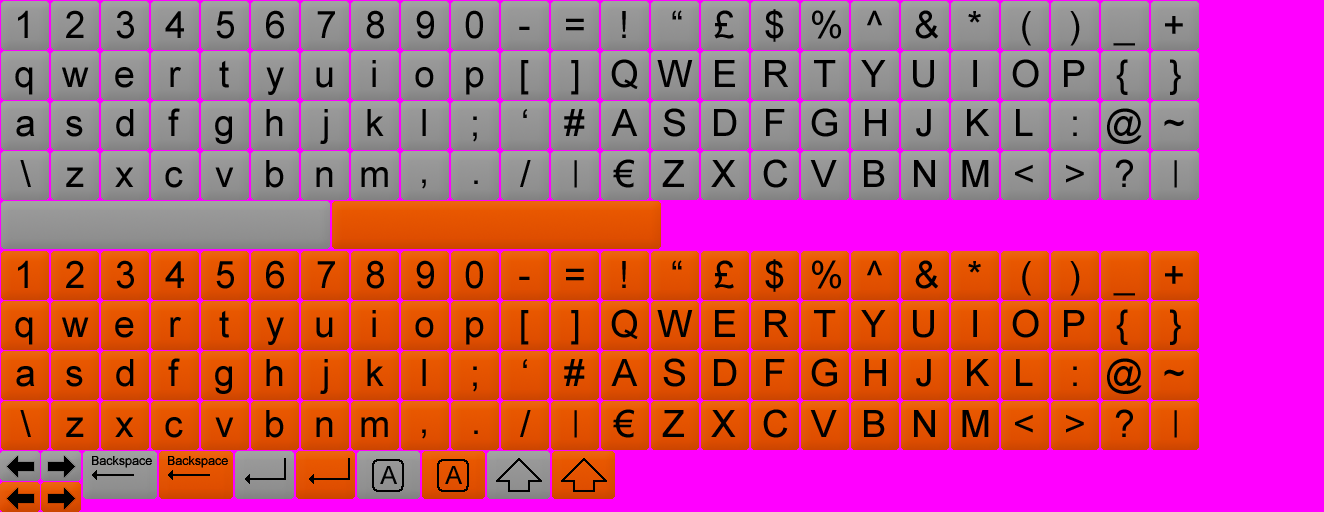 1 2 3 4 5 6 7 8 9 0 - = ! “ £ $ % ^ & * ( ) _ +
q w e r t y u i o p [ ] Q W E R T Y U I O P { }
a s d f g h j k l ; ‘ # A S D F G H J K L : @ ~
\ z x c v b n m , . / | € Z X C V B N M < > ? |
1 2 3 4 5 6 7 8 9 0 - = ! “ £ $ % ^ & * ( ) _ +
q w e r t y u i o p [ ] Q W E R T Y U I O P { }
a s d f g h j k l ; ‘ # A S D F G H J K L : @ ~
\ z x c v b n m , . / | € Z X C V B N M < > ? |
Backspace Backspace A A